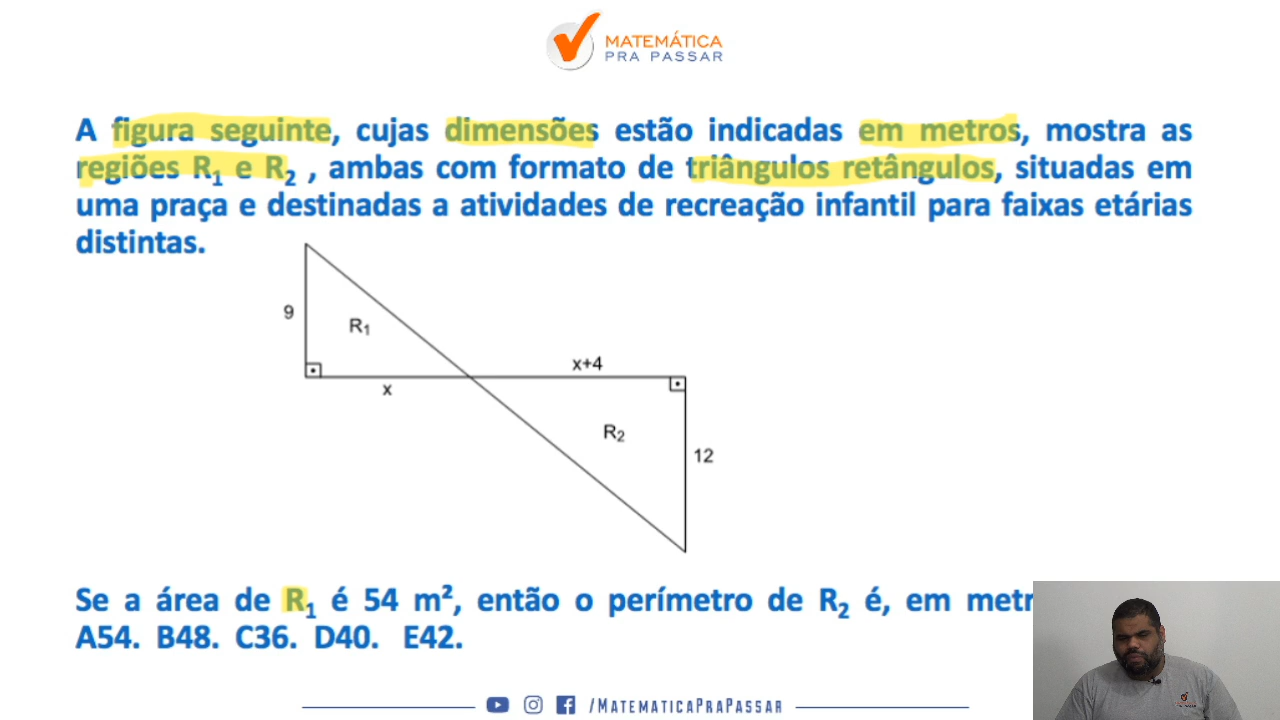 MATEMÁTICA
PRA PASSAR
A figura seguinte, cujas dimensões estão indicadas em metros, mostra as
regiões R₁ e R₂ , ambas com formato de triângulos retângulos, situadas em
uma praça e destinadas a atividades de recreação infantil para faixas etárias
distintas.
9
R₁
x+4
x
R₂
12
Se a área de R₁ é 54 m², então o perímetro de R₂ é, em
A54. B48. C36. D40. E42.
/MATEMATICAPRAPASSAR